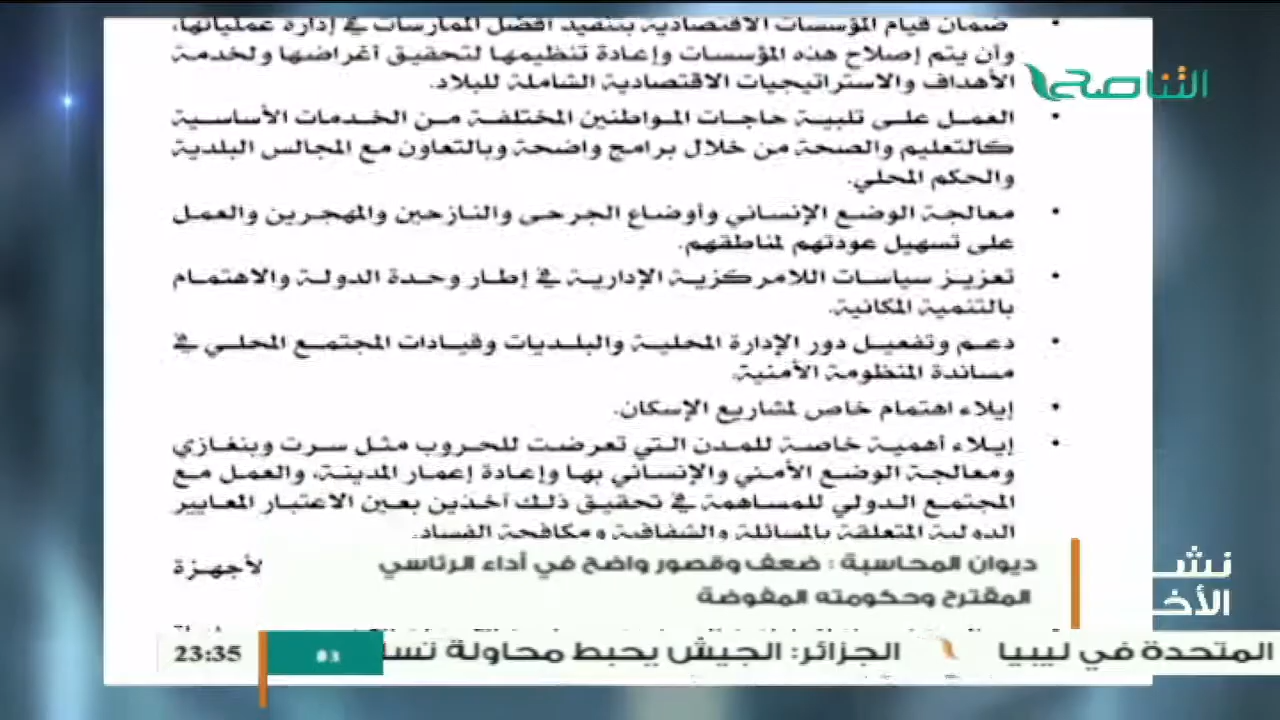 • ضمان قيام المؤسسات الاقتصادية بتنفيذ أفضل الممارسات في إدارة عملياتها،
وأن يتم إصلاح هذه المؤسسات وإعادة تنظيمها لتحقيق أغراضها ولخدمة
الأهداف والاستراتيجيات الاقتصادية الشاملة للبلاد.
التناصح
• العمل على تلبية حاجات المواطنين المختلفة من الخدمات الأساسية
كالتعليم والصحة من خلال برامج واضحة وبالتعاون مع المجالس البلدية
والحكم المحلي.
• معالجة الوضع الإنساني وأوضاع الجرحى والنازحين والمهجرين والعمل
على تسهيل عودتهم لمناطقهم.
• تعزيز سياسات اللامركزية الإدارية في إطار وحدة الدولة والاهتمام
بالتنمية المكانية.
• دعم وتفعيل دور الإدارة المحلية والبلديات وقيادات المجتمع المحلي في
مساندة المنظومة الأمنية.
• إيلاء اهتمام خاص لمشاريع الإسكان.
• إيلاء أهمية خاصة للمدن التي تعرضت للحروب مثل سرت وبنغازي
ومعالجة الوضع الأمني والإنساني بها وإعادة إعمار المدينة، والعمل مع
المجتمع الدولي للمساهمة في تحقيق ذلك آخذين بعين الاعتبار المعايير
الدولية المتعلقة بالمسائلة والشفافية ومكافحة الفساد.
لأجهزة
نشـ
الأخـ
ديوان المحاسبة : ضعف وقصور واضح في أداء الرئاسي
المقترح وحكومته المفوضة
المتحدة في ليبيا الجزائر: الجيش يحبط محاولة تسلـ
23:35